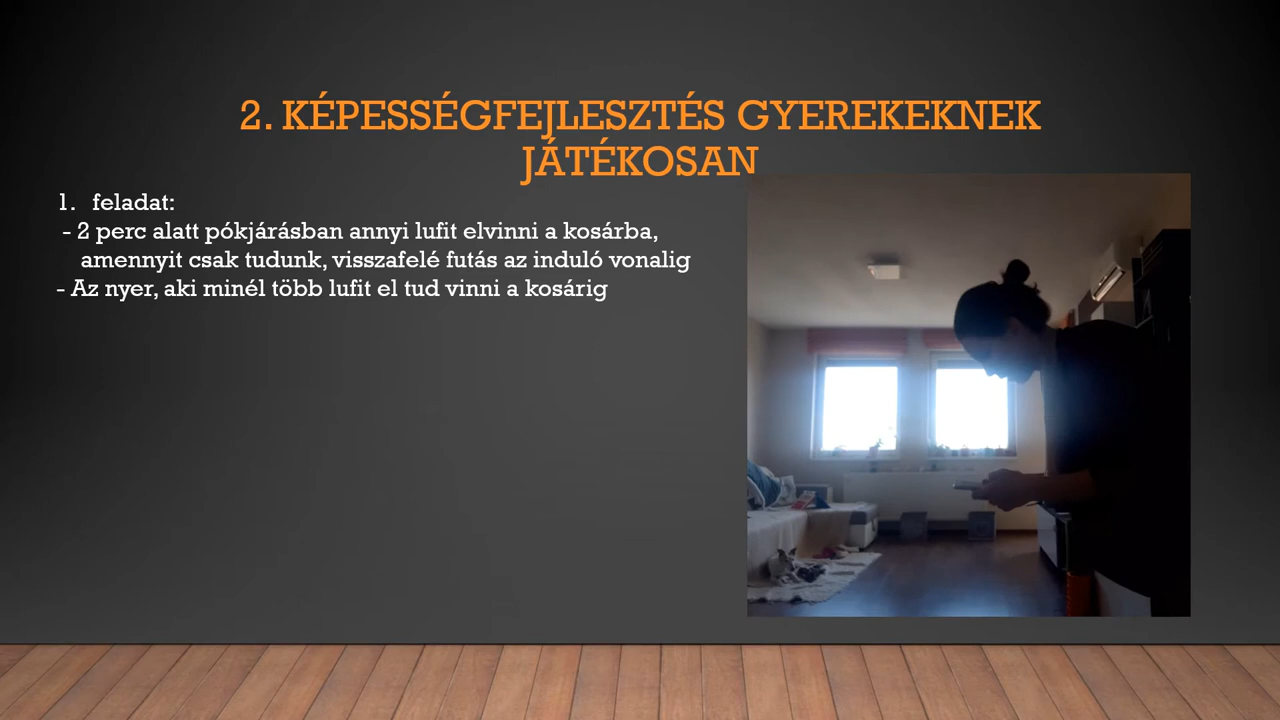 2. KÉPESSÉGFEJLESZTÉS GYEREKEKNEK
JÁTÉKOSAN
1. feladat:
- 2 perc alatt pókjárásban annyi lufit elvinni a kosárba,
amennyit csak tudunk, visszafelé futás az induló vonalig
- Az nyer, aki minél több lufit el tud vinni a kosárig